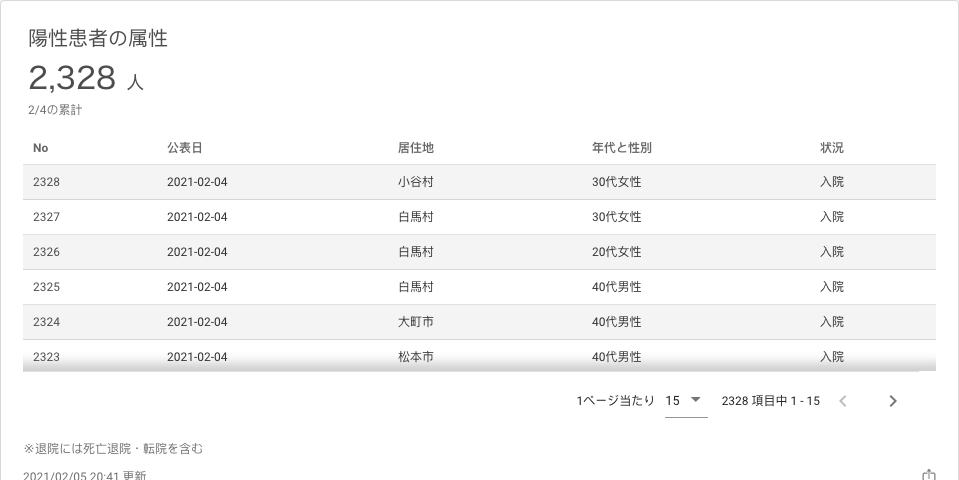 陽性患者の属性
2,328 人
2/4の累計
No 公表日 居住地 年代と性別 状況
2328 2021-02-04 小谷村 30代女性 入院
2327 2021-02-04 白馬村 30代女性 入院
2326 2021-02-04 白馬村 20代女性 入院
2325 2021-02-04 白馬村 40代男性 入院
2324 2021-02-04 大町市 40代男性 入院
2323 2021-02-04 松本市 40代男性 入院
1ページ当たり 15 2328 項目中 1 - 15
※退院には死亡退院・転院を含む
2021/02/05 20:41 更新